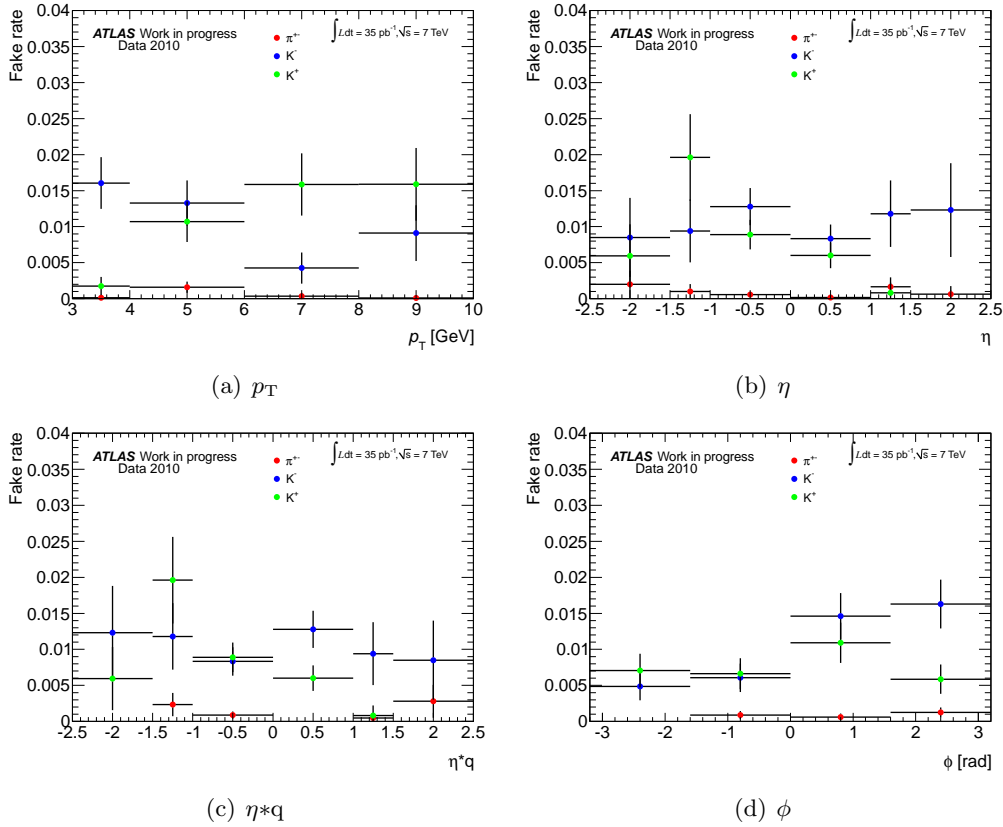 Fake rate
0.04
0.035
0.03
0.025
0.02
0.015
0.01
0.005
0
ATLAS Work in progress
Data 2010
π⁺⁻
K⁻
K⁺
∫Ldt = 35 pb⁻¹,√s = 7 TeV
3 4 5 6 7 8 9 10
p_T [GeV]
(a) p_T
Fake rate
0.04
0.035
0.03
0.025
0.02
0.015
0.01
0.005
0
ATLAS Work in progress
Data 2010
π⁺⁻
K⁻
K⁺
∫Ldt = 35 pb⁻¹,√s = 7 TeV
-2.5 -2 -1.5 -1 -0.5 0 0.5 1 1.5 2 2.5
η
(b) η
Fake rate
0.04
0.035
0.03
0.025
0.02
0.015
0.01
0.005
0
ATLAS Work in progress
Data 2010
π⁺⁻
K⁻
K⁺
∫Ldt = 35 pb⁻¹,√s = 7 TeV
-2.5 -2 -1.5 -1 -0.5 0 0.5 1 1.5 2 2.5
η*q
(c) η*q
Fake rate
0.04
0.035
0.03
0.025
0.02
0.015
0.01
0.005
0
ATLAS Work in progress
Data 2010
π⁺⁻
K⁻
K⁺
∫Ldt = 35 pb⁻¹,√s = 7 TeV
-3 -2 -1 0 1 2 3
ϕ [rad]
(d) ϕ